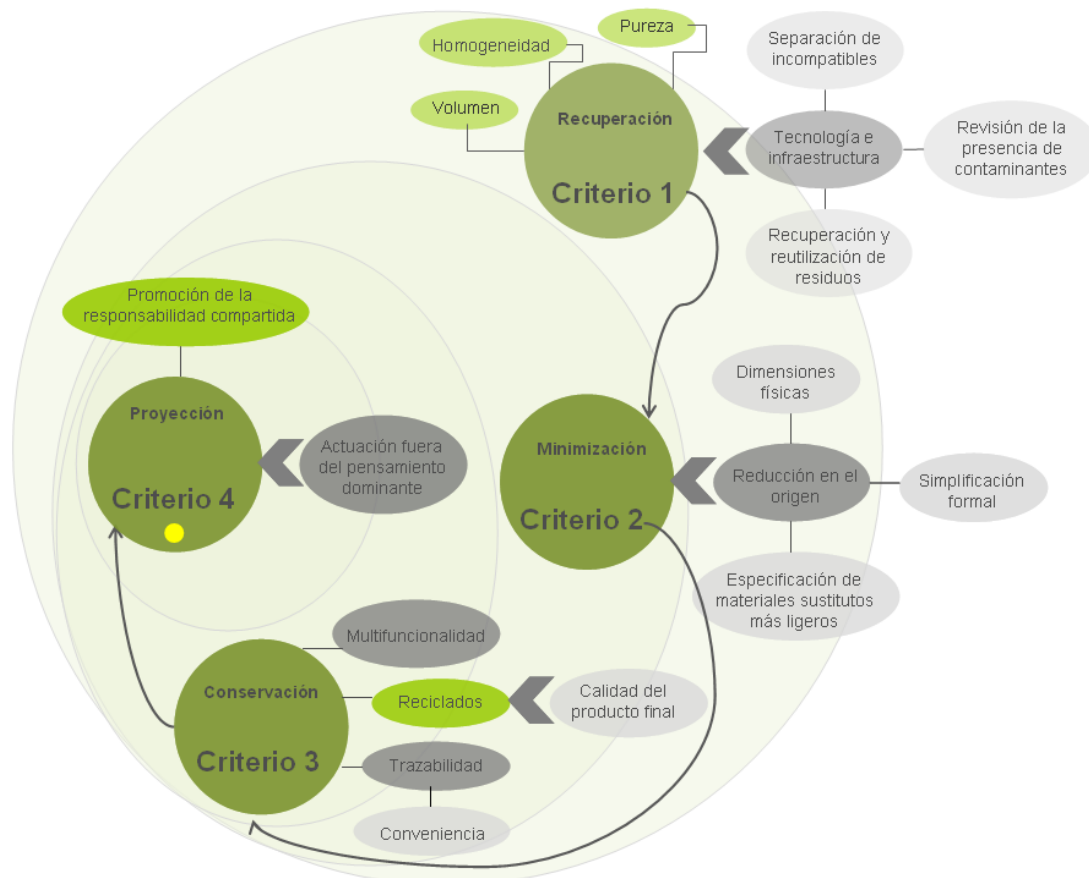 Pureza
Homogeneidad
Volumen
Recuperación
Criterio 1
Separación de
incompatibles
Tecnología e
infraestructura
Revisión de la
presencia de
contaminantes
Recuperación y
reutilización de
residuos
Promoción de la
responsabilidad compartida
Proyección
Criterio 4
Actuación fuera
del pensamiento
dominante
Minimización
Criterio 2
Dimensiones
físicas
Reducción en el
origen
Simplificación
formal
Especificación de
materiales sustitutos
más ligeros
Conservación
Criterio 3
Multifuncionalidad
Reciclados
Calidad del
producto final
Trazabilidad
Conveniencia